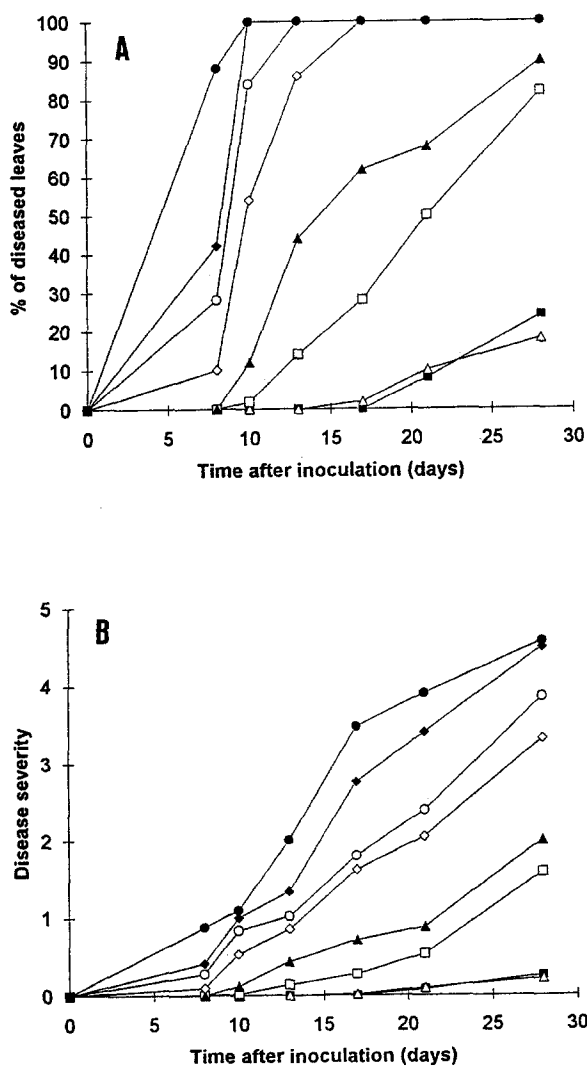 A
100
90
80
70
60
50
40
30
20
10
0
% of diseased leaves
0 5 10 15 20 25 30
Time after inoculation (days)
B
5
4
3
2
1
0
Disease severity
0 5 10 15 20 25 30
Time after inoculation (days)